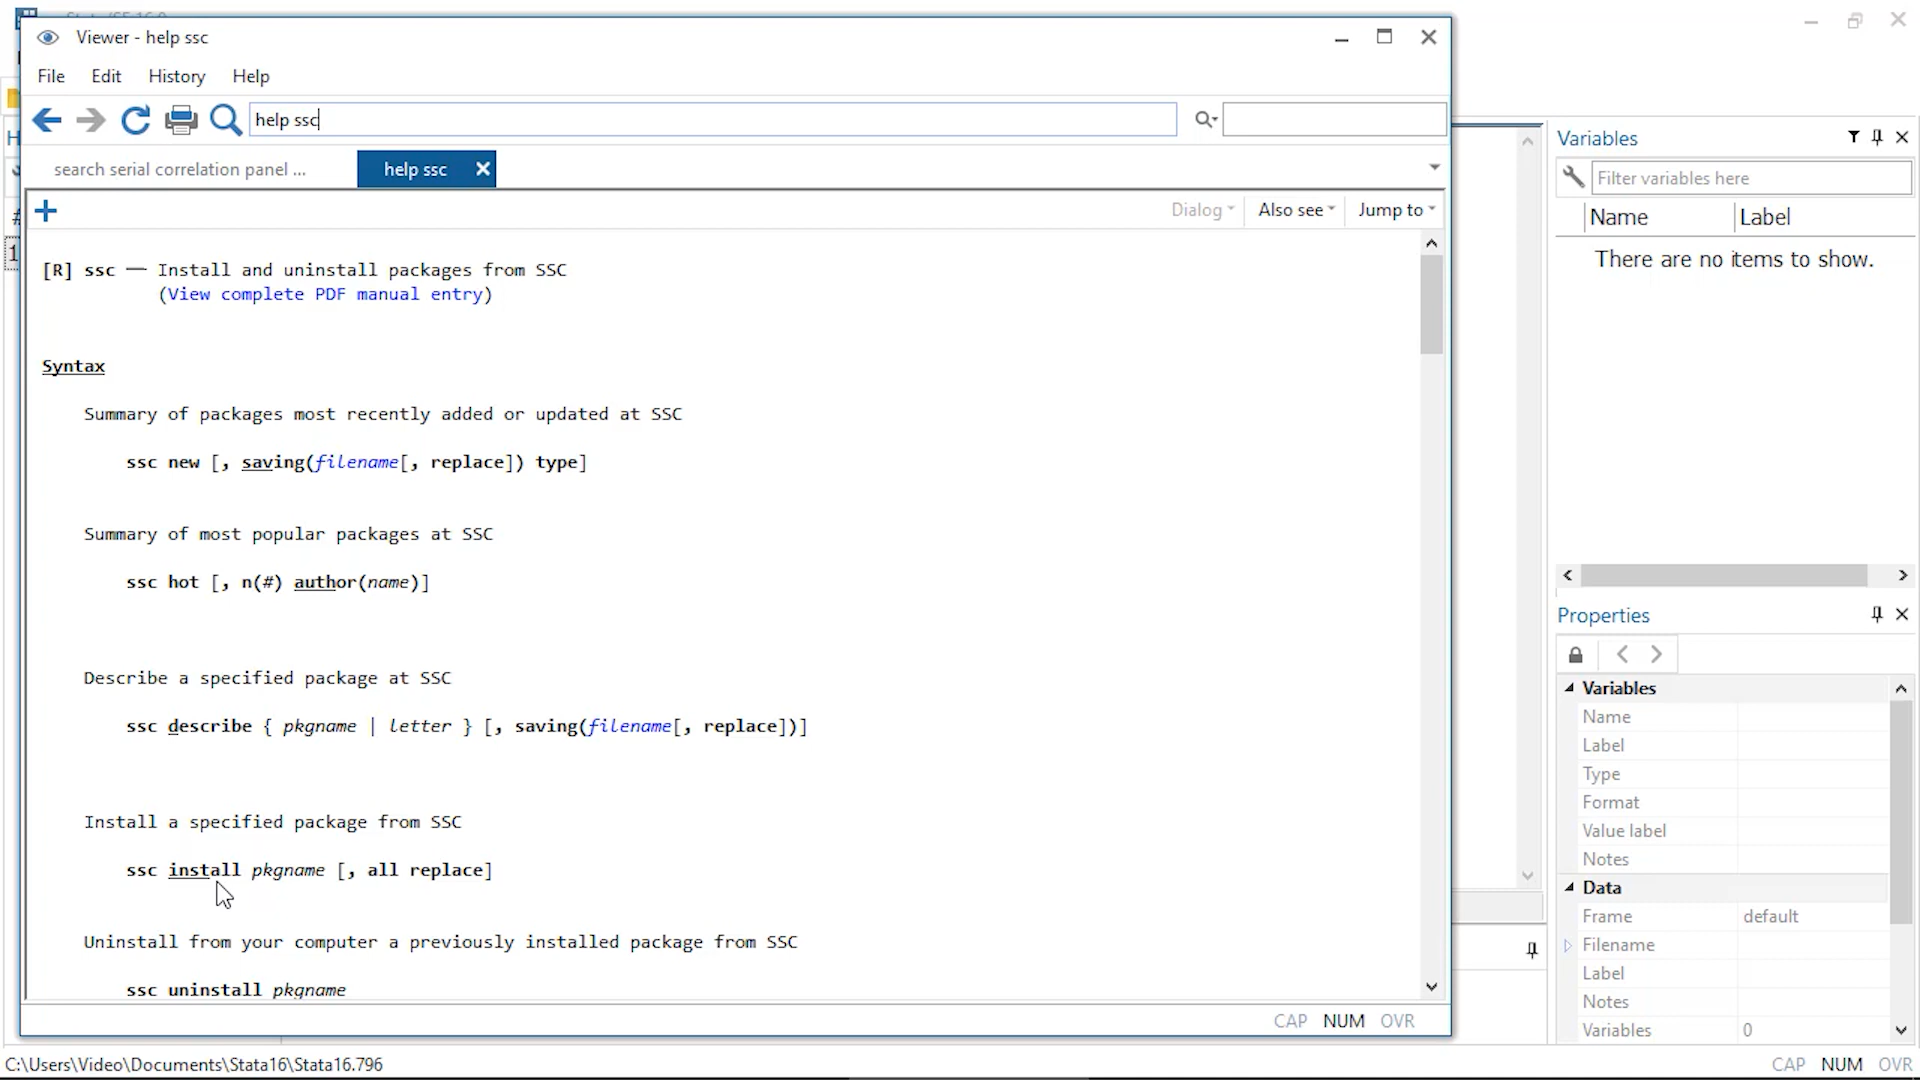 Viewer - help ssc
File Edit History Help
help ssc
search serial correlation panel ... help ssc
Dialog Also see Jump to
[R] ssc — Install and uninstall packages from SSC
(View complete PDF manual entry)
Syntax
Summary of packages most recently added or updated at SSC
ssc new [, saving(filename[, replace]) type]
Summary of most popular packages at SSC
ssc hot [, n(#) author(name)]
Describe a specified package at SSC
ssc describe { pkgname | letter } [, saving(filename[, replace])]
Install a specified package from SSC
ssc install pkgname [, all replace]
Uninstall from your computer a previously installed package from SSC
ssc uninstall pkgname
CAP NUM OVR
Variables
Filter variables here
Name Label
There are no items to show.
Properties
Variables
Name
Label
Type
Format
Value label
Notes
Data
Frame default
Filename
Label
Notes
Variables 0
C:\Users\Video\Documents\Stata16\Stata16.796
CAP NUM OVR